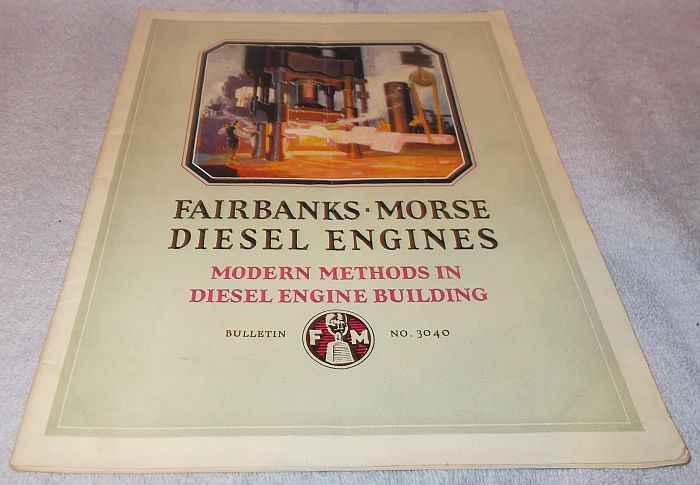 FAIRBANKS·MORSE
DIESEL ENGINES
MODERN METHODS IN
DIESEL ENGINE BUILDING
BULLETIN F M NO. 3040